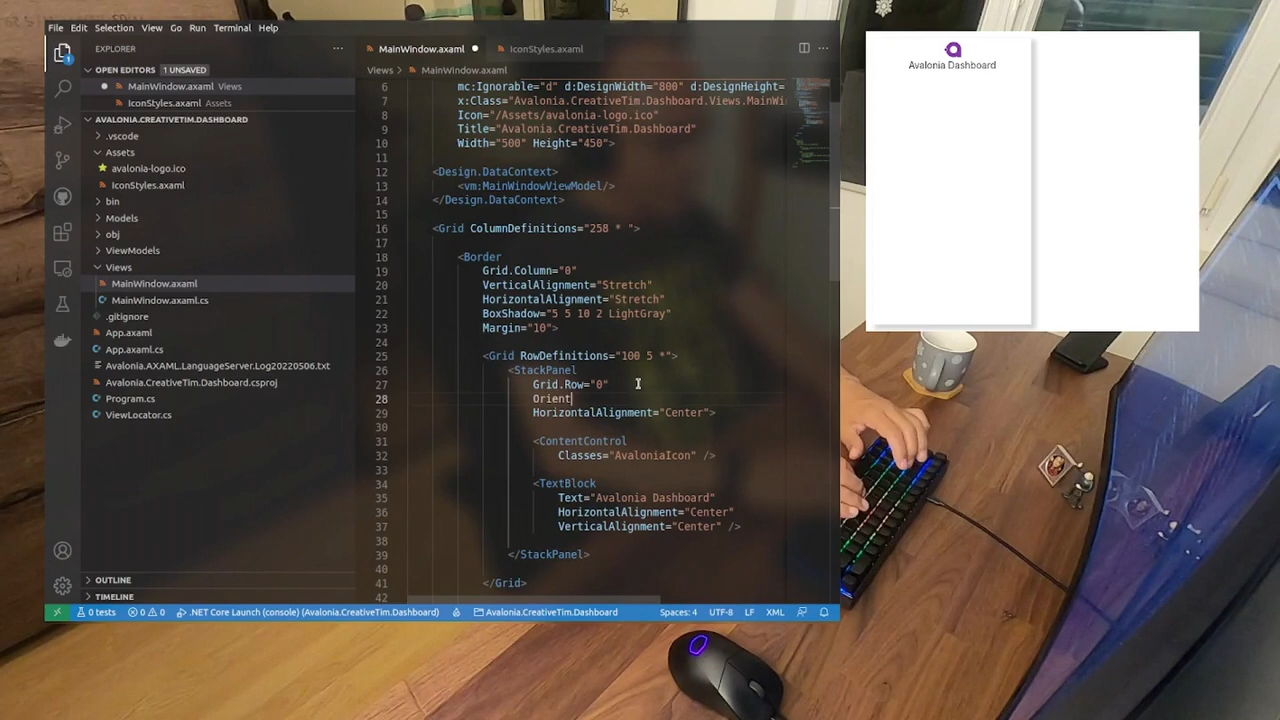 File Edit Selection View Go Run Terminal Help
EXPLORER
OPEN EDITORS 1 UNSAVED
MainWindow.axaml Views
IconStyles.axaml Assets
AVALONIA.CREATIVETIM.DASHBOARD
.vscode
Assets
avalonia-logo.ico
IconStyles.axaml
bin
Models
obj
ViewModels
Views
MainWindow.axaml
MainWindow.axaml.cs
.gitignore
App.axaml
App.axaml.cs
Avalonia.AXAML.LanguageServer.Log20220506.txt
Avalonia.CreativeTim.Dashboard.csproj
Program.cs
ViewLocator.cs
OUTLINE
TIMELINE
MainWindow.axaml IconStyles.axaml
Views > MainWindow.axaml
6 mc:Ignorable="d" d:DesignWidth="800" d:DesignHeight=
7 x:Class="Avalonia.CreativeTim.Dashboard.Views.MainWi
8 Icon="/Assets/avalonia-logo.ico"
9 Title="Avalonia.CreativeTim.Dashboard"
10 Width="500" Height="450">
11
12 <Design.DataContext>
13 <vm:MainWindowViewModel/>
14 </Design.DataContext>
15
16 <Grid ColumnDefinitions="258 * ">
17
18 <Border
19 Grid.Column="0"
20 VerticalAlignment="Stretch"
21 HorizontalAlignment="Stretch"
22 BoxShadow="5 5 10 2 LightGray"
23 Margin="10">
24
25 <Grid RowDefinitions="100 5 *">
26 <StackPanel
27 Grid.Row="0"
28 Orient
29 HorizontalAlignment="Center">
30
31 <ContentControl
32 Classes="AvaloniaIcon" />
33
34 <TextBlock
35 Text="Avalonia Dashboard"
36 HorizontalAlignment="Center"
37 VerticalAlignment="Center" />
38
39 </StackPanel>
40
41 </Grid>
42
0 tests 0 0 .NET Core Launch (console) (Avalonia.CreativeTim.Dashboard) Avalonia.CreativeTim.Dashboard Spaces: 4 UTF-8 LF XML
Avalonia Dashboard